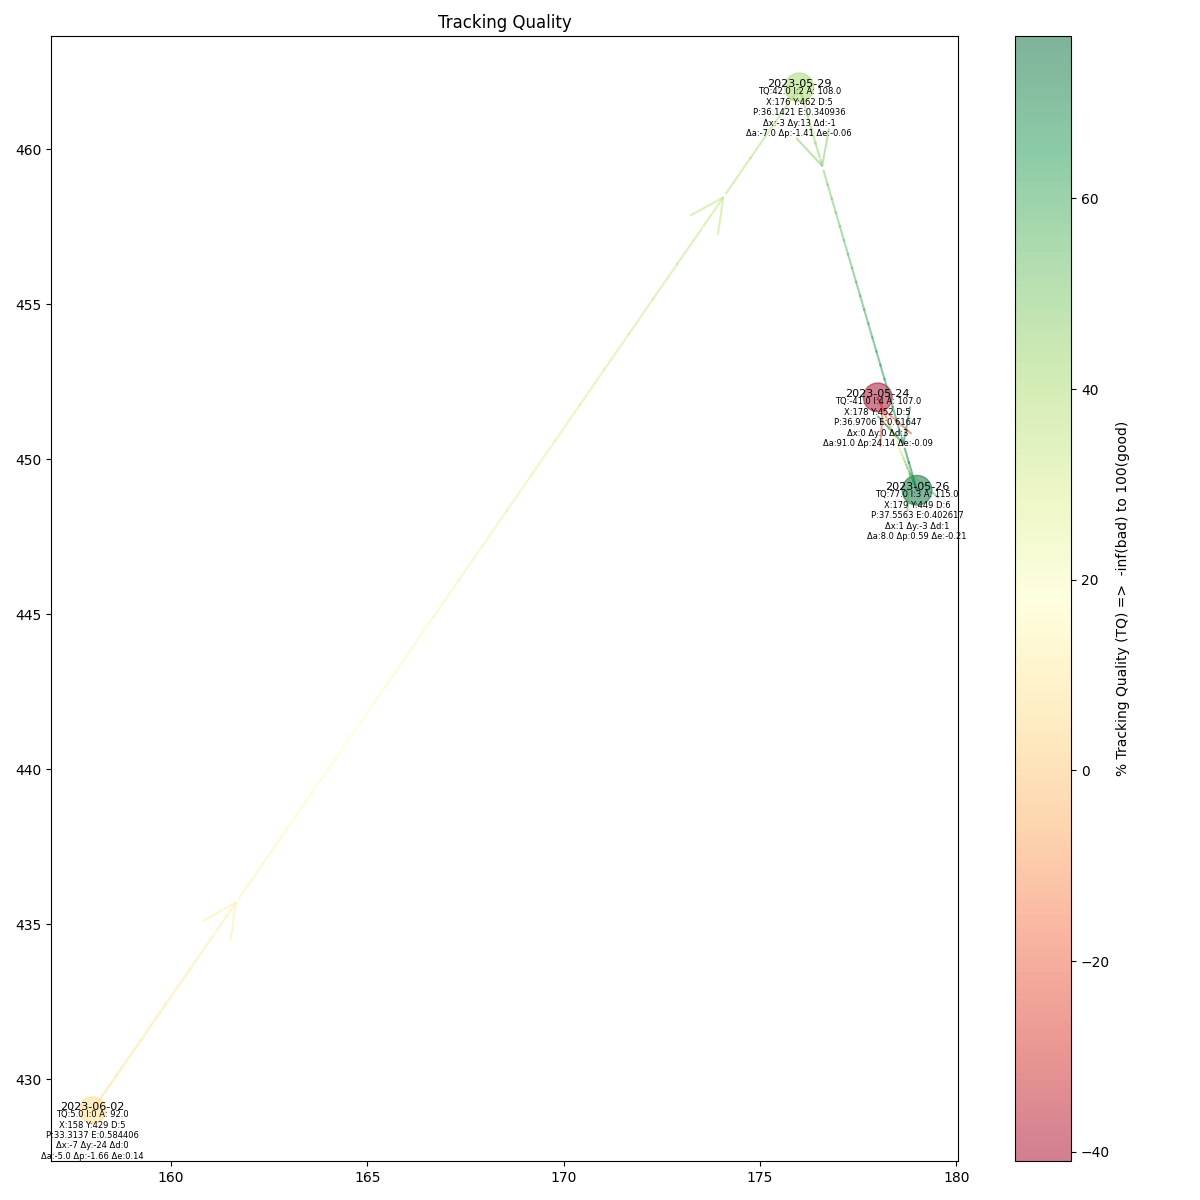 Tracking Quality
2023-05-29
TQ:42.0 I:2 A: 108.0
X:176 Y:462 D:5
P:36.1421 E:0.340936
Δx:-3 Δy:13 Δd:-1
Δa:-7.0 Δp:-1.41 Δe:-0.06
2023-05-24
TQ:-41.0 I:4 A: 107.0
X:178 Y:452 D:5
P:36.9706 E:0.61647
Δx:0 Δy:0 Δd:3
Δa:91.0 Δp:24.14 Δe:-0.09
2023-05-26
TQ:77.0 I:3 A: 115.0
X:179 Y:449 D:6
P:37.5563 E:0.402617
Δx:1 Δy:-3 Δd:1
Δa:8.0 Δp:0.59 Δe:-0.21
2023-06-02
TQ:5.0 I:0 A: 92.0
X:158 Y:429 D:5
P:33.3137 E:0.584406
Δx:-7 Δy:-24 Δd:0
Δa:-5.0 Δp:-1.66 Δe:0.14
460
455
450
445
440
435
430
160
165
170
175
180
60
40
20
0
−20
−40
% Tracking Quality (TQ) => -inf(bad) to 100(good)